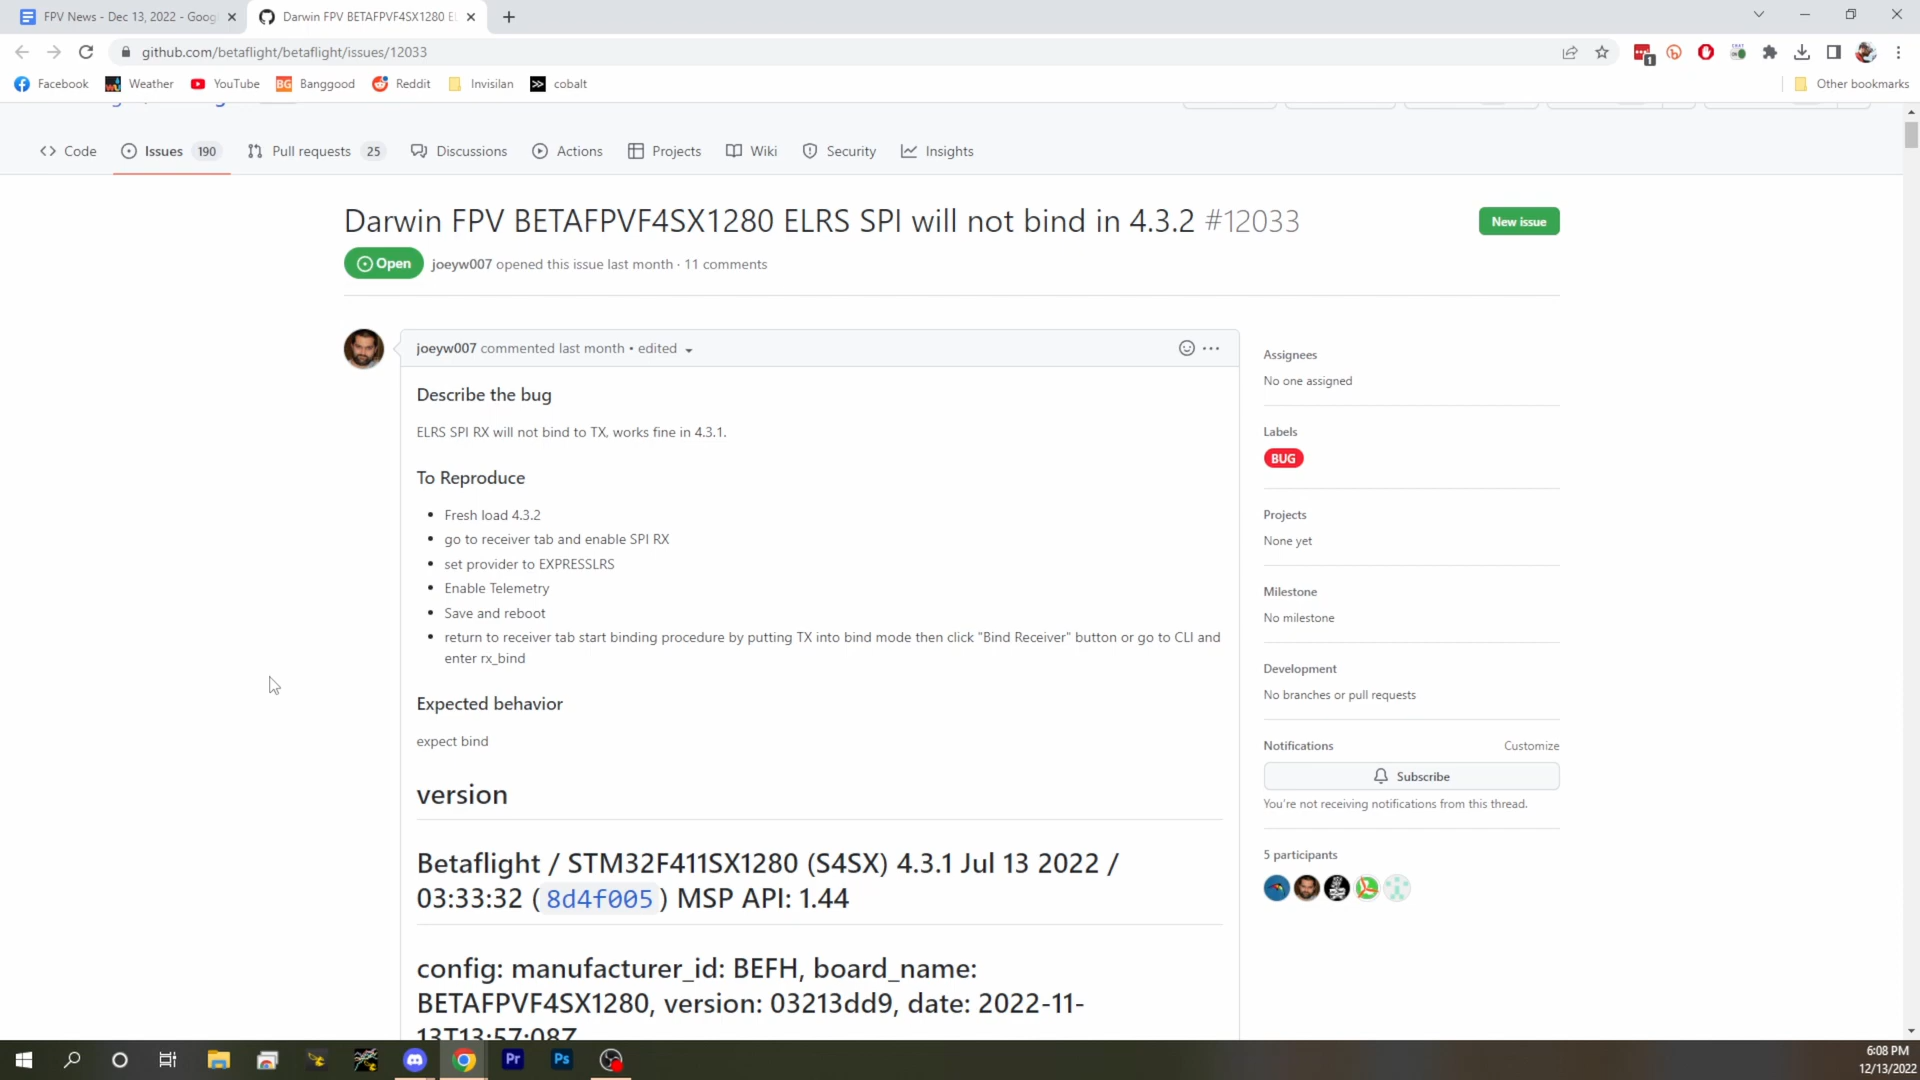 FPV News - Dec 13, 2022 - Goog
Darwin FPV BETAFPVF4SX1280 EL
github.com/betaflight/betaflight/issues/12033
Facebook
Weather
YouTube
Banggood
Reddit
Invisilan
cobalt
Other bookmarks
Code
Issues 190
Pull requests 25
Discussions
Actions
Projects
Wiki
Security
Insights
Darwin FPV BETAFPVF4SX1280 ELRS SPI will not bind in 4.3.2 #12033
New issue
Open
joeyw007 opened this issue last month · 11 comments
joeyw007 commented last month • edited
Describe the bug
ELRS SPI RX will not bind to TX, works fine in 4.3.1.
To Reproduce
• Fresh load 4.3.2
• go to receiver tab and enable SPI RX
• set provider to EXPRESSLRS
• Enable Telemetry
• Save and reboot
• return to receiver tab start binding procedure by putting TX into bind mode then click "Bind Receiver" button or go to CLI and
enter rx_bind
Expected behavior
expect bind
version
Betaflight / STM32F411SX1280 (S4SX) 4.3.1 Jul 13 2022 /
03:33:32 ( 8d4f005 ) MSP API: 1.44
config: manufacturer_id: BEFH, board_name:
BETAFPVF4SX1280, version: 03213dd9, date: 2022-11-
13T13:57:08Z
Assignees
No one assigned
Labels
BUG
Projects
None yet
Milestone
No milestone
Development
No branches or pull requests
Notifications
Customize
Subscribe
You're not receiving notifications from this thread.
5 participants
Pr
Ps
6:08 PM
12/13/2022